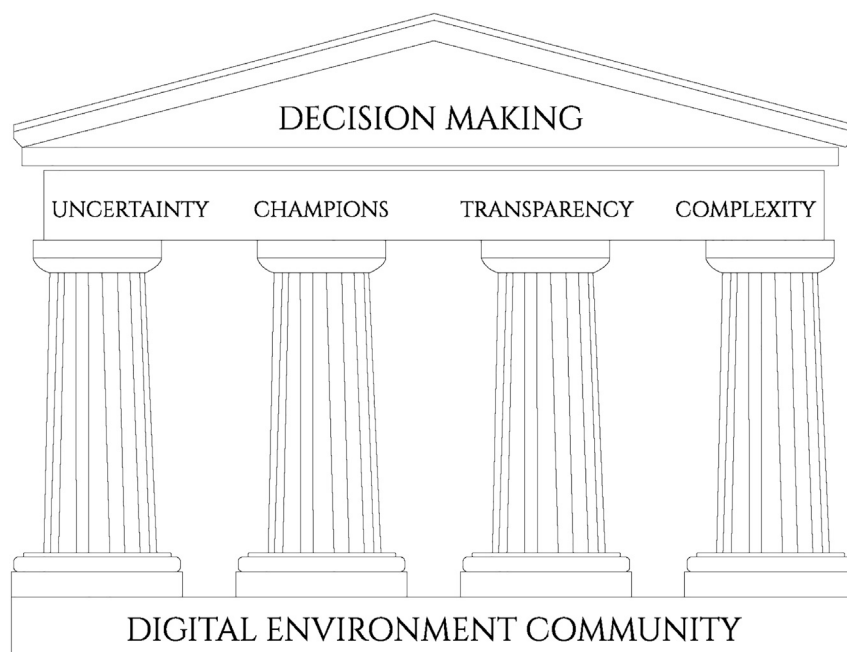 DECISION MAKING
UNCERTAINTY CHAMPIONS TRANSPARENCY COMPLEXITY
DIGITAL ENVIRONMENT COMMUNITY